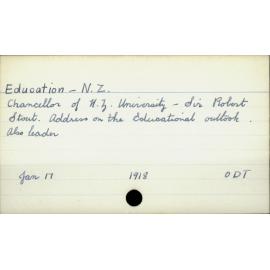 Education - N.Z.
Chancellor of N.Z. University - Sir Robert
Stout. Address on the Educational outlook.
Also leader
Jan 17 1918 ODT